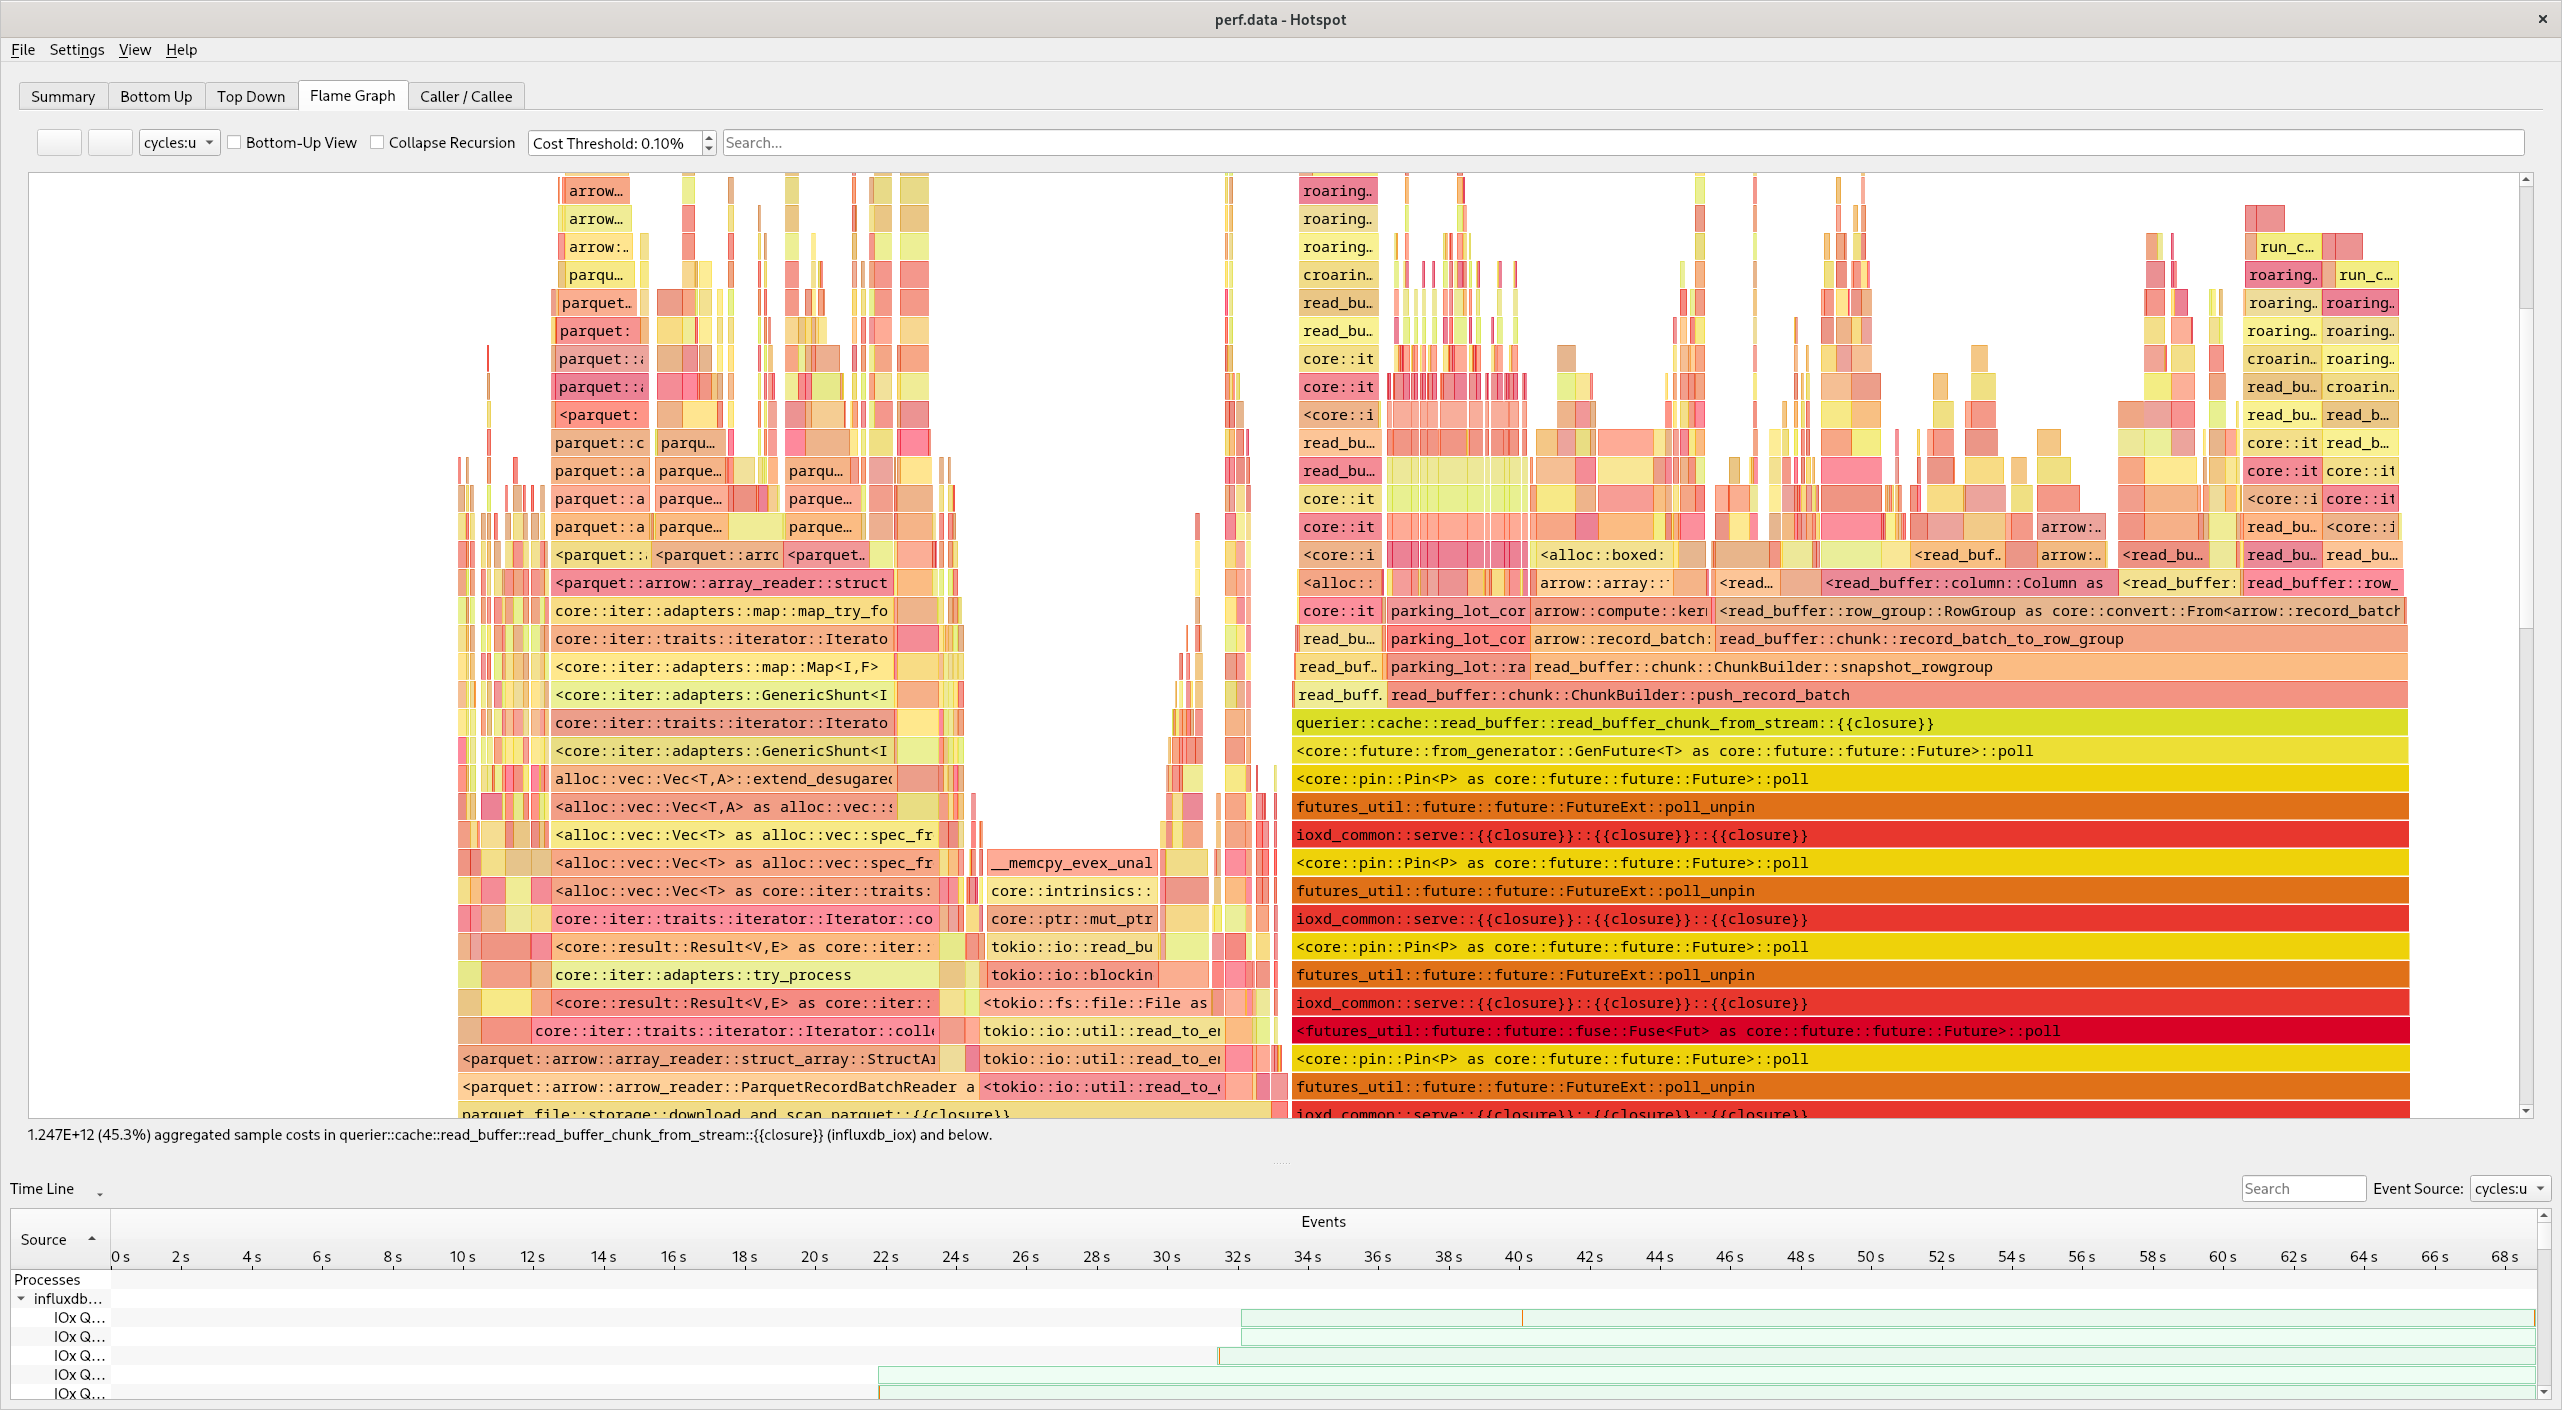 perf.data - Hotspot
×
File Settings View Help
Summary Bottom Up Top Down Flame Graph Caller / Callee
cycles:u Bottom-Up View Collapse Recursion Cost Threshold: 0.10% Search...
arrow... roaring..
arrow... roaring..
arrow:.. roaring.. run_c...
parqu... croarin.. roaring.. run_c...
parquet.. read_bu.. roaring.. roaring..
parquet: read_bu.. roaring.. roaring..
parquet:: core::it croarin.. roaring..
parquet:: core::it read_bu.. croarin..
<parquet: <core::i read_bu.. read_b...
parquet::c parqu... read_bu.. core::it read_b...
parquet::a parque... parqu... read_bu.. core::it core::it
parquet::a parque... parque... core::it <core::i core::it
parquet::a parque... parque... core::it arrow:.. read_bu.. <core::i
<parquet::. <parquet::arrc <parquet.. <core::i <alloc::boxed: <read_buf.. arrow:.. <read_bu... read_bu.. read_bu...
<parquet::arrow::array_reader::struct <alloc:: arrow::array:: <read... <read_buffer::column::Column as <read_buffer: read_buffer::row_
core::iter::adapters::map::map_try_fo core::it parking_lot_cor arrow::compute::ker <read_buffer::row_group::RowGroup as core::convert::From<arrow::record_batch
core::iter::traits::iterator::Iterato read_bu... parking_lot_cor arrow::record_batch: read_buffer::chunk::record_batch_to_row_group
<core::iter::adapters::map::Map<I,F> read_buf.. parking_lot::ra read_buffer::chunk::ChunkBuilder::snapshot_rowgroup
<core::iter::adapters::GenericShunt<I read_buff. read_buffer::chunk::ChunkBuilder::push_record_batch
core::iter::traits::iterator::Iterato querier::cache::read_buffer::read_buffer_chunk_from_stream::{{closure}}
<core::iter::adapters::GenericShunt<I <core::future::from_generator::GenFuture<T> as core::future::future::Future>::poll
alloc::vec::Vec<T,A>::extend_desugared <core::pin::Pin<P> as core::future::future::Future>::poll
<alloc::vec::Vec<T,A> as alloc::vec::s futures_util::future::future::FutureExt::poll_unpin
<alloc::vec::Vec<T> as alloc::vec::spec_fr ioxd_common::serve::{{closure}}::{{closure}}::{{closure}}
<alloc::vec::Vec<T> as alloc::vec::spec_fr __memcpy_evex_unal <core::pin::Pin<P> as core::future::future::Future>::poll
<alloc::vec::Vec<T> as core::iter::traits: core::intrinsics:: futures_util::future::future::FutureExt::poll_unpin
core::iter::traits::iterator::Iterator::co core::ptr::mut_ptr ioxd_common::serve::{{closure}}::{{closure}}::{{closure}}
<core::result::Result<V,E> as core::iter:: tokio::io::read_bu <core::pin::Pin<P> as core::future::future::Future>::poll
core::iter::adapters::try_process tokio::io::blockin futures_util::future::future::FutureExt::poll_unpin
<core::result::Result<V,E> as core::iter:: <tokio::fs::file::File as ioxd_common::serve::{{closure}}::{{closure}}::{{closure}}
core::iter::traits::iterator::Iterator::colle tokio::io::util::read_to_en <futures_util::future::future::fuse::Fuse<Fut> as core::future::future::Future>::poll
<parquet::arrow::array_reader::struct_array::StructAr tokio::io::util::read_to_en <core::pin::Pin<P> as core::future::future::Future>::poll
<parquet::arrow::arrow_reader::ParquetRecordBatchReader a <tokio::io::util::read_to_e futures_util::future::future::FutureExt::poll_unpin
parquet_file::storage::download_and_scan_parquet::{{closure}} ioxd_common::serve::{{closure}}::{{closure}}::{{closure}}
1.247E+12 (45.3%) aggregated sample costs in querier::cache::read_buffer::read_buffer_chunk_from_stream::{{closure}} (influxdb_iox) and below.
Time Line Search Event Source: cycles:u
Source Events
0 s 2 s 4 s 6 s 8 s 10 s 12 s 14 s 16 s 18 s 20 s 22 s 24 s 26 s 28 s 30 s 32 s 34 s 36 s 38 s 40 s 42 s 44 s 46 s 48 s 50 s 52 s 54 s 56 s 58 s 60 s 62 s 64 s 66 s 68 s
Processes
influxdb...
IOx Q...
IOx Q...
IOx Q...
IOx Q...
IOx Q...